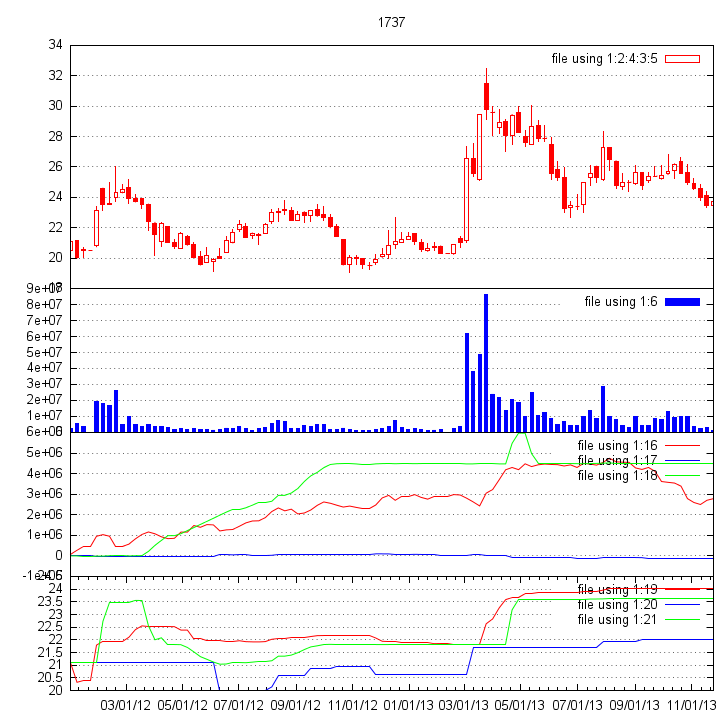 1737
34
file using 1:2:4:3:5
32
30
28
26
24
22
20
18
9e+07
file using 1:6
8e+07
7e+07
6e+07
5e+07
4e+07
3e+07
2e+07
1e+07
0
6e+06
file using 1:16
file using 1:17
file using 1:18
5e+06
4e+06
3e+06
2e+06
1e+06
0
-1e+06
24.5
24
file using 1:19
file using 1:20
file using 1:21
23.5
23
22.5
22
21.5
21
20.5
20
03/01/12 05/01/12 07/01/12 09/01/12 11/01/12 01/01/13 03/01/13 05/01/13 07/01/13 09/01/13 11/01/13